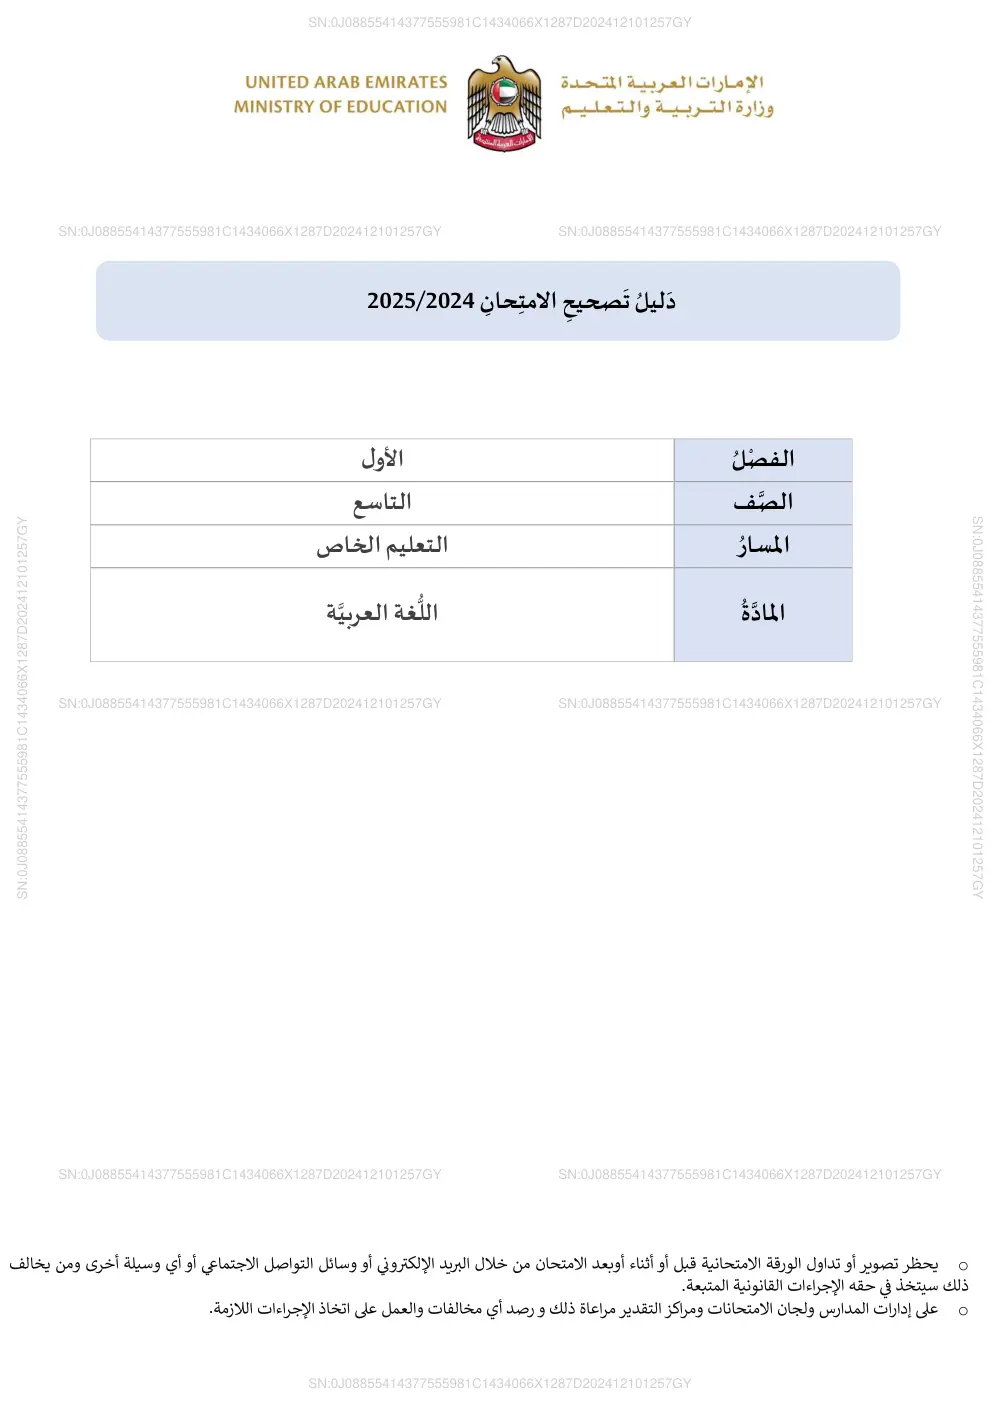 SN:0J08855414377555981C1434066X1287D202412101257GY
UNITED ARAB EMIRATES
MINISTRY OF EDUCATION
الإمارات العربية المتحدة
وزارة التربية والتعليم
الإمارات العربية المتحدة
SN:0J08855414377555981C1434066X1287D202412101257GY
SN:0J08855414377555981C1434066X1287D202412101257GY
دَليلُ تَصحيحِ الامتِحانِ 2025/2024
الفصْلُ الأول
الصَّف التاسع
المسارُ التعليم الخاص
المادَّةُ اللُّغة العربِيَّة
SN:0J08855414377555981C1434066X1287D202412101257GY
SN:0J08855414377555981C1434066X1287D202412101257GY
SN:0J08855414377555981C1434066X1287D202412101257GY
SN:0J08855414377555981C1434066X1287D202412101257GY
SN:0J08855414377555981C1434066X1287D202412101257GY
SN:0J08855414377555981C1434066X1287D202412101257GY
o يحظر تصوير أو تداول الورقة الامتحانية قبل أو أثناء أوبعد الامتحان من خلال البريد الإلكتروني أو وسائل التواصل الاجتماعي أو أي وسيلة أخرى ومن يخالف
ذلك سيتخذ في حقه الإجراءات القانونية المتبعة.
o على إدارات المدارس ولجان الامتحانات ومراكز التقدير مراعاة ذلك و رصد أي مخالفات والعمل على اتخاذ الإجراءات اللازمة.
SN:0J08855414377555981C1434066X1287D202412101257GY